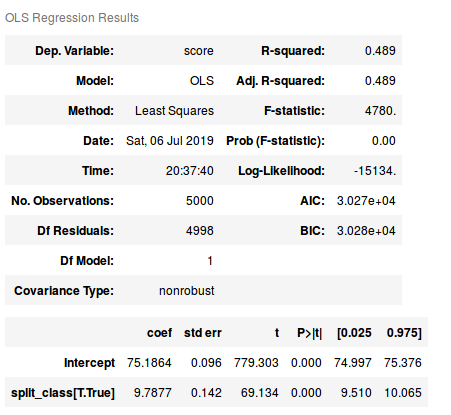 OLS Regression Results
Dep. Variable: score R-squared: 0.489
Model: OLS Adj. R-squared: 0.489
Method: Least Squares F-statistic: 4780.
Date: Sat, 06 Jul 2019 Prob (F-statistic): 0.00
Time: 20:37:40 Log-Likelihood: -15134.
No. Observations: 5000 AIC: 3.027e+04
Df Residuals: 4998 BIC: 3.028e+04
Df Model: 1
Covariance Type: nonrobust
coef std err t P>|t| [0.025 0.975]
Intercept 75.1864 0.096 779.303 0.000 74.997 75.376
split_class[T.True] 9.7877 0.142 69.134 0.000 9.510 10.065